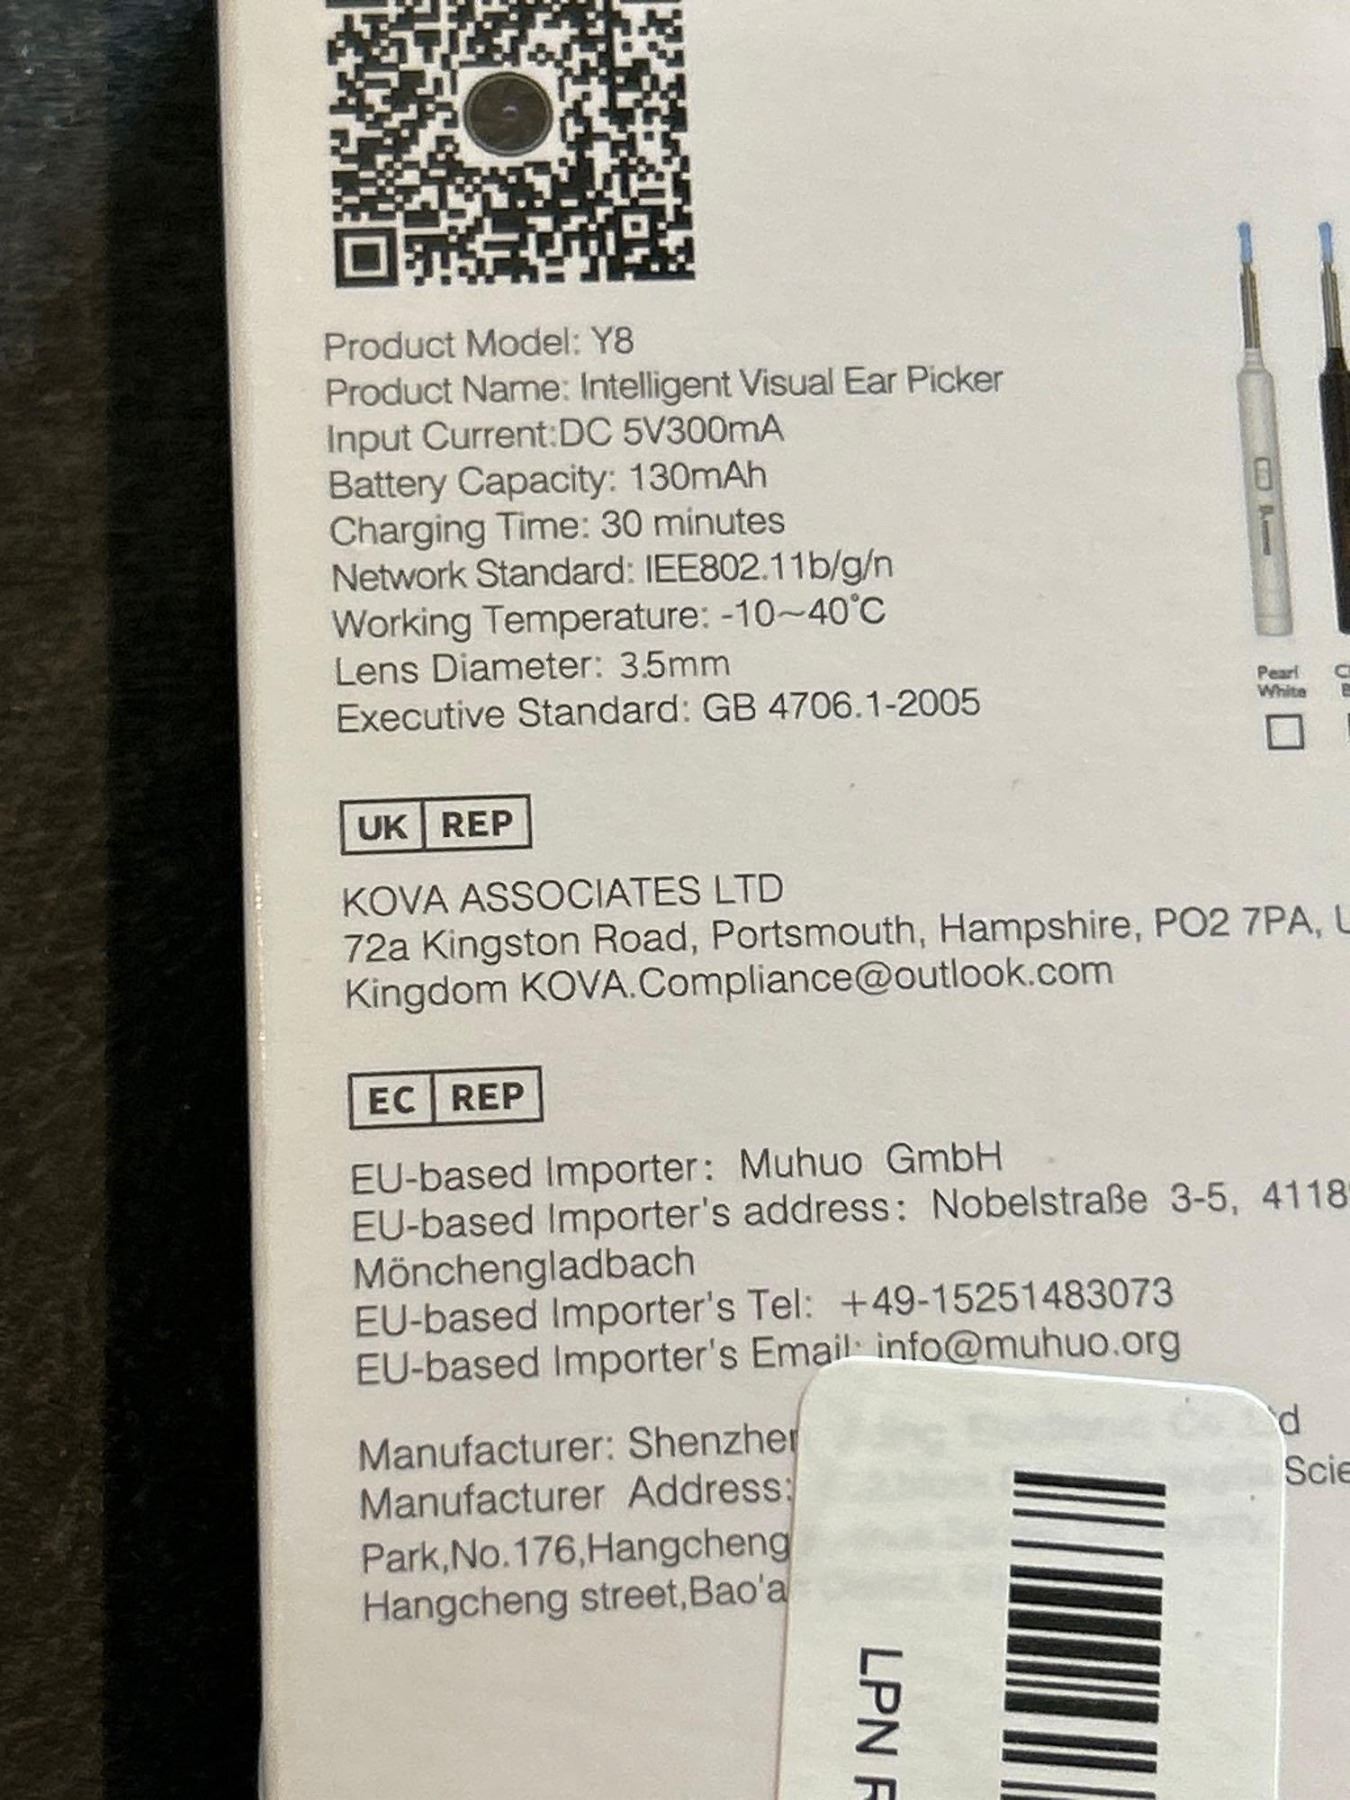 Product Model: Y8
Product Name: Intelligent Visual Ear Picker
Input Current:DC 5V300mA
Battery Capacity: 130mAh
Charging Time: 30 minutes
Network Standard: IEE802.11b/g/n
Working Temperature: -10~40°C
Lens Diameter: 3.5mm
Executive Standard: GB 4706.1-2005
Pearl
White
UK REP
KOVA ASSOCIATES LTD
72a Kingston Road, Portsmouth, Hampshire, PO2 7PA, U
Kingdom KOVA.Compliance@outlook.com
EC REP
EU-based Importer: Muhuo GmbH
EU-based Importer's address: Nobelstraße 3-5, 4118
Mönchengladbach
EU-based Importer's Tel: +49-15251483073
EU-based Importer's Email: info@muhuo.org
Manufacturer: Shenzhen
Manufacturer Address: Scie
Park,No.176,Hangcheng
Hangcheng street,Bao'a
LPN